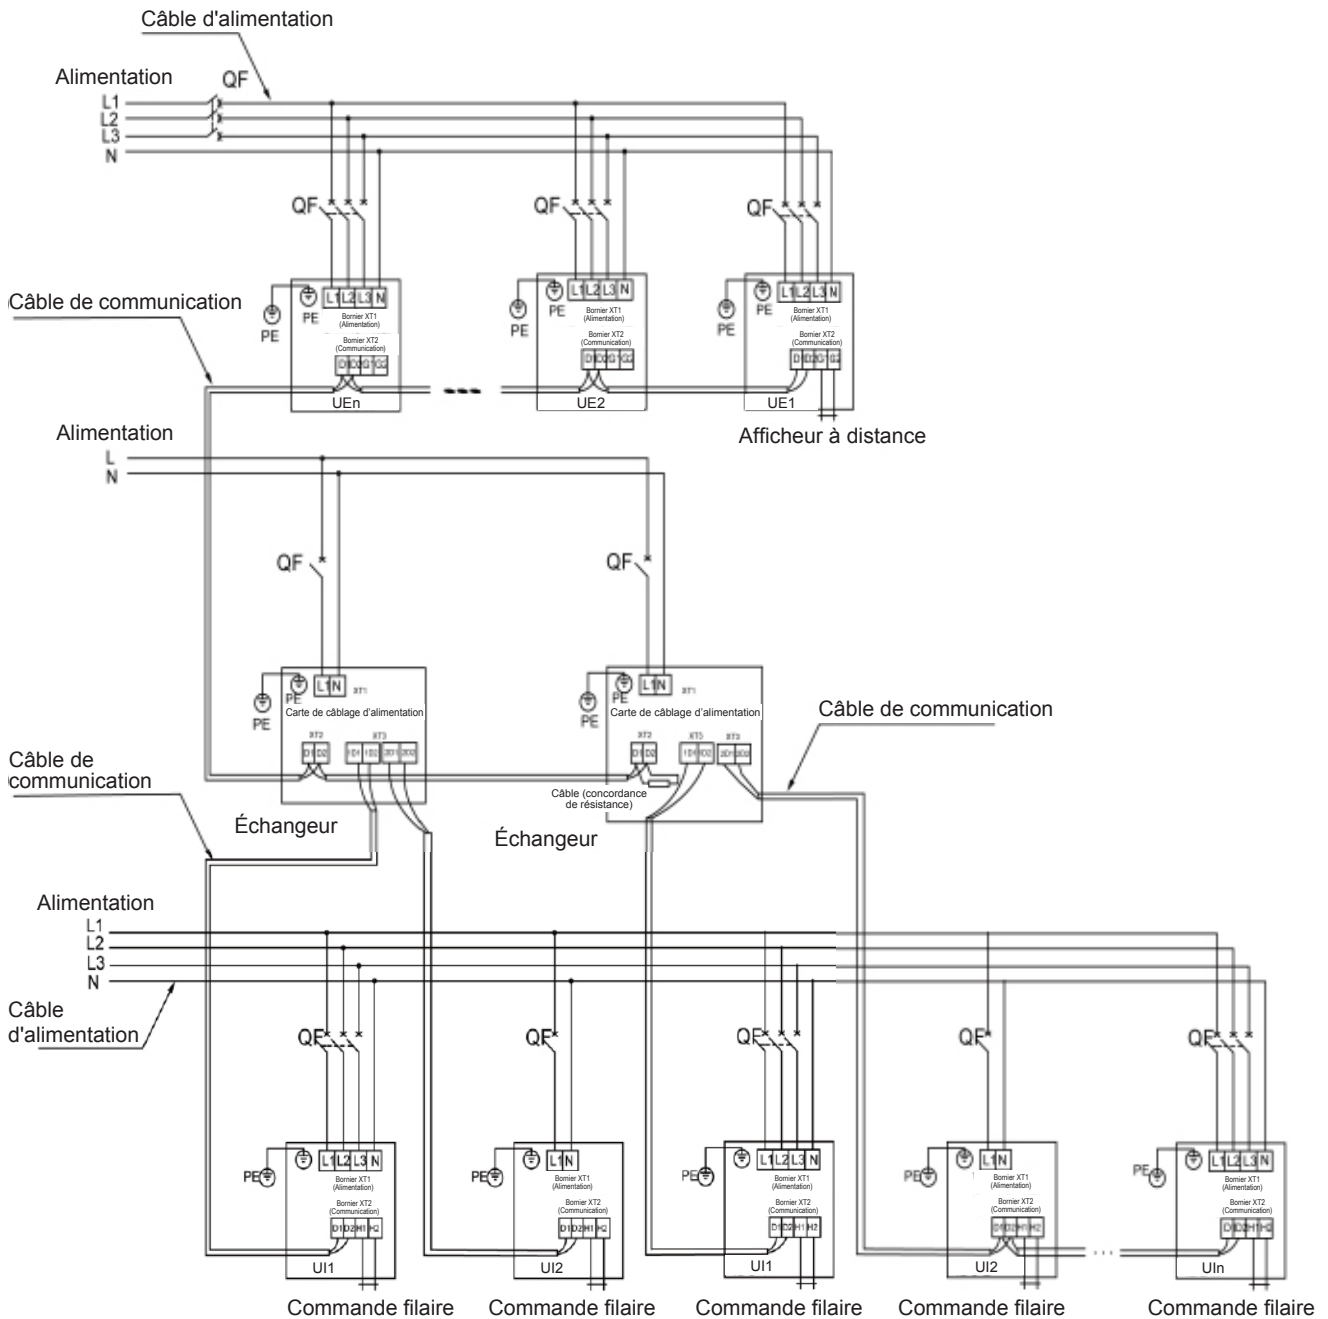 Câble d'alimentation
Alimentation
QF
L1
L2
L3
N
QF
QF
QF
Câble de communication
L1 L2 L3 N
L1 L2 L3 N
L1 L2 L3 N
PE
PE
PE
PE
PE
PE
Bornier XT1
(Alimentation)
Bornier XT2
(Communication)
D1 D2 G1 G2
UEn
Bornier XT1
(Alimentation)
Bornier XT2
(Communication)
D1 D2 G1 G2
UE2
Bornier XT1
(Alimentation)
Bornier XT2
(Communication)
D1 D2 G1 G2
UE1
Afficheur à distance
Alimentation
L
N
QF
QF
L1 N
XT1
PE
PE
Carte de câblage d'alimentation
XT2
XT3
D1 D2
1D1 1D2
2D1 2D2
Échangeur
L1 N
XT1
PE
PE
Carte de câblage d'alimentation
XT2
XT3
XT3
D1 D2
1D1 1D2
2D1 2D2
Câble (concordance
de résistance)
Échangeur
Câble de communication
Câble de
communication
Alimentation
L1
L2
L3
N
Câble
d'alimentation
QF
QF
QF
QF
QF
PE
L1 L2 L3 N
Bornier XT1
(Alimentation)
Bornier XT2
(Communication)
D1 D2 H1 H2
UI1
Commande filaire
PE
L1 N
Bornier XT1
(Alimentation)
Bornier XT2
(Communication)
D1 D2 H1 H2
UI2
Commande filaire
PE
L1 L2 L3 N
Bornier XT1
(Alimentation)
Bornier XT2
(Communication)
D1 D2 H1 H2
UI1
Commande filaire
PE
L1 N
Bornier XT1
(Alimentation)
Bornier XT2
(Communication)
D1 D2 H1 H2
UI2
Commande filaire
PE
L1 L2 L3 N
Bornier XT1
(Alimentation)
Bornier XT2
(Communication)
D1 D2 H1 H2
UIn
Commande filaire